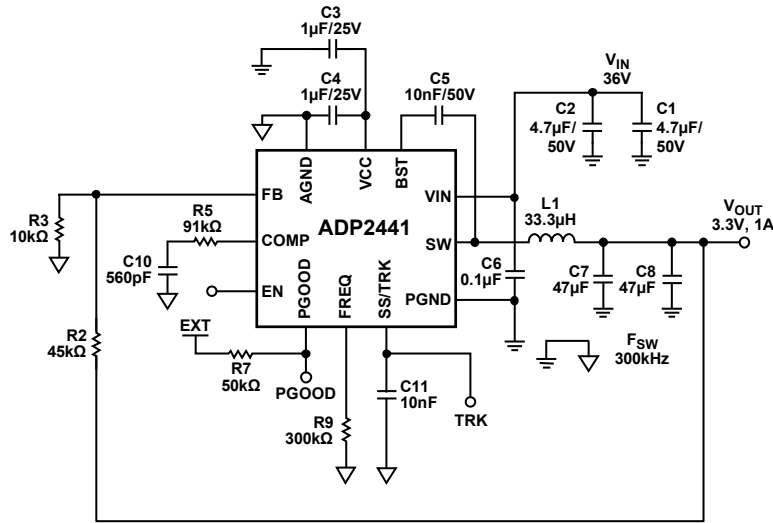 C3
1µF/25V
C4
1µF/25V
C5
10nF/50V
VIN
36V
C2
4.7µF/
50V
C1
4.7µF/
50V
AGND
VCC
BST
FB
VIN
R3
10kΩ
R5
91kΩ
COMP
ADP2441
SW
L1
33.3µH
VOUT
3.3V, 1A
C10
560pF
EN
PGOOD
FREQ
SS/TRK
PGND
C6
0.1µF
C7
47µF
C8
47µF
R2
45kΩ
EXT
R7
50kΩ
PGOOD
C11
10nF
TRK
FSW
300kHz
R9
300kΩ